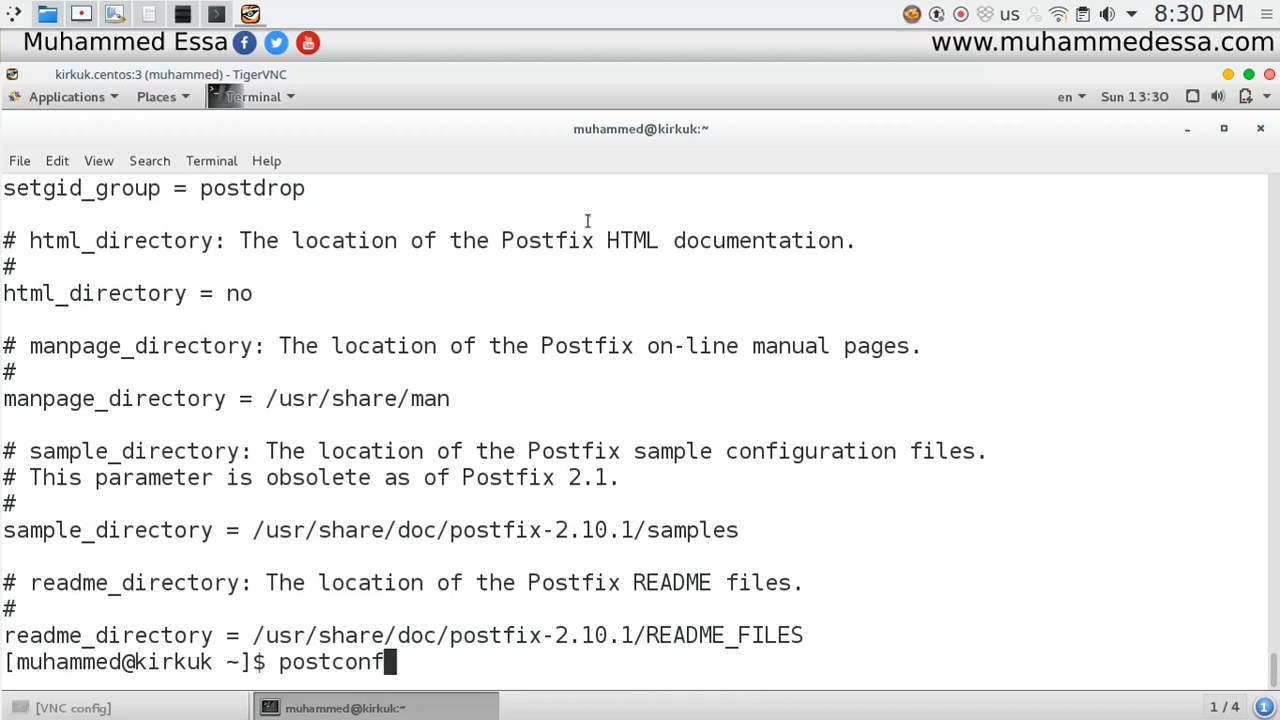 us 8:30 PM
Muhammed Essa www.muhammedessa.com
kirkuk.centos:3 (muhammed) - TigerVNC
Applications Places Terminal en Sun 13:30
muhammed@kirkuk:~
File Edit View Search Terminal Help
setgid_group = postdrop
# html_directory: The location of the Postfix HTML documentation.
#
html_directory = no
# manpage_directory: The location of the Postfix on-line manual pages.
#
manpage_directory = /usr/share/man
# sample_directory: The location of the Postfix sample configuration files.
# This parameter is obsolete as of Postfix 2.1.
#
sample_directory = /usr/share/doc/postfix-2.10.1/samples
# readme_directory: The location of the Postfix README files.
#
readme_directory = /usr/share/doc/postfix-2.10.1/README_FILES
[muhammed@kirkuk ~]$ postconf
[VNC config] muhammed@kirkuk:~ 1 / 4 1